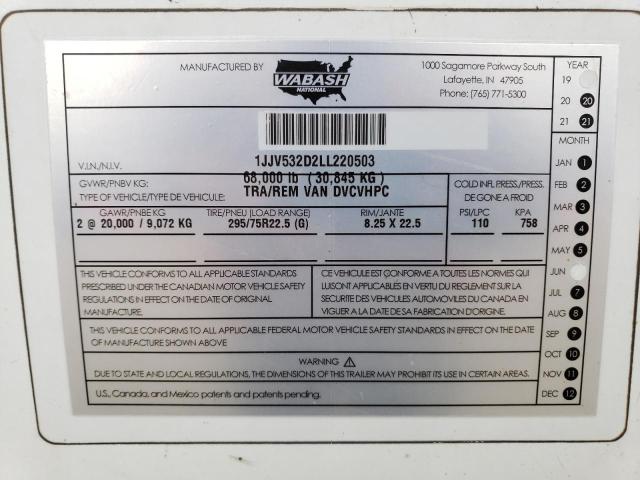 MANUFACTURED BY
WABASH
NATIONAL
1000 Sagamore Parkway South
Lafayette, IN 47905
Phone: (765) 771-5300
V.I.N./N.I.V.
1JJV532D2LL220503
GVWR/PNBV KG:
68,000 lb (30,845 KG)
TYPE OF VEHICLE/TYPE DE VEHICULE:
TRA/REM VAN DVCVHPC
COLD INFL. PRESS./PRESS.
DE GONE A FROID
GAWR/PNBE KG
TIRE/PNEU (LOAD RANGE)
RIM/JANTE
PSI/LPC
KPA
2 @ 20,000 / 9,072 KG
295/75R22.5 (G)
8.25 X 22.5
110
758
THIS VEHICLE CONFORMS TO ALL APPLICABLE STANDARDS
PRESCRIBED UNDER THE CANADIAN MOTOR VEHICLE SAFETY
REGULATIONS IN EFFECT ON THE DATE OF ORIGINAL
MANUFACTURE.
CE VEHICULE EST CONFORME A TOUTES LES NORMES QUI
LUI SONT APPLICABLES EN VERTU DU REGLEMENT SUR LA
SECURITE DES VEHICULES AUTOMOVILES DU CANADA EN
VIGUER A LA DATE DE SA FABRICATION D'ORIGINE.
THIS VEHICLE CONFORMS TO ALL APPLICABLE FEDERAL MOTOR VEHICLE SAFETY STANDARDS IN EFFECT ON THE DATE OF
MANUFACTURE SHOWN ABOVE
WARNING
DUE TO STATE AND LOCAL REGULATIONS, THE DIMENSIONS OF THIS TRAILER MAY PROHIBIT ITS USE IN CERTAIN AREAS.
U.S., Canada, and Mexico patents and patents pending.
YEAR
19
20 20
21 21
MONTH
JAN 1
FEB 2
MAR 3
APR 4
MAY 5
JUN
JUL 7
AUG 8
SEP 9
OCT 10
NOV 11
DEC 12